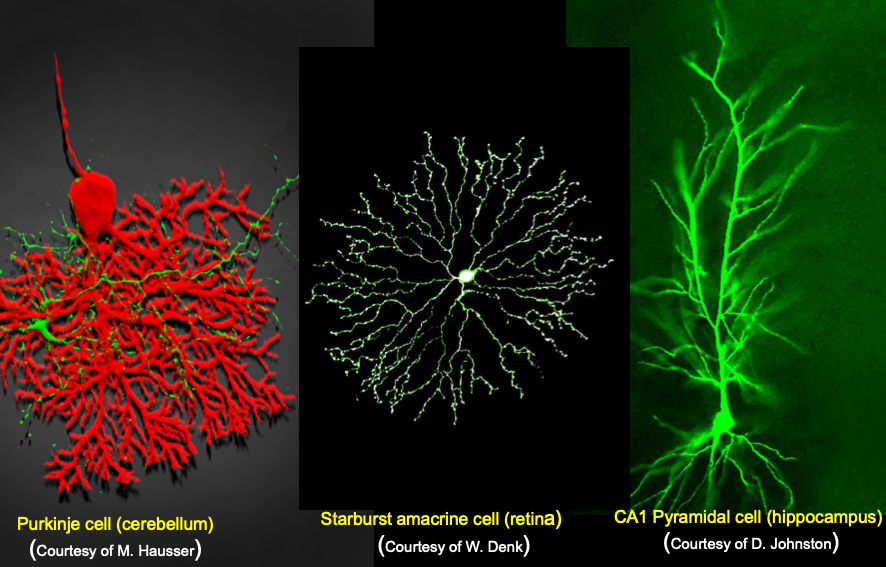 Purkinje cell (cerebellum)
(Courtesy of M. Hausser)
Starburst amacrine cell (retina)
(Courtesy of W. Denk)
CA1 Pyramidal cell (hippocampus)
(Courtesy of D. Johnston)